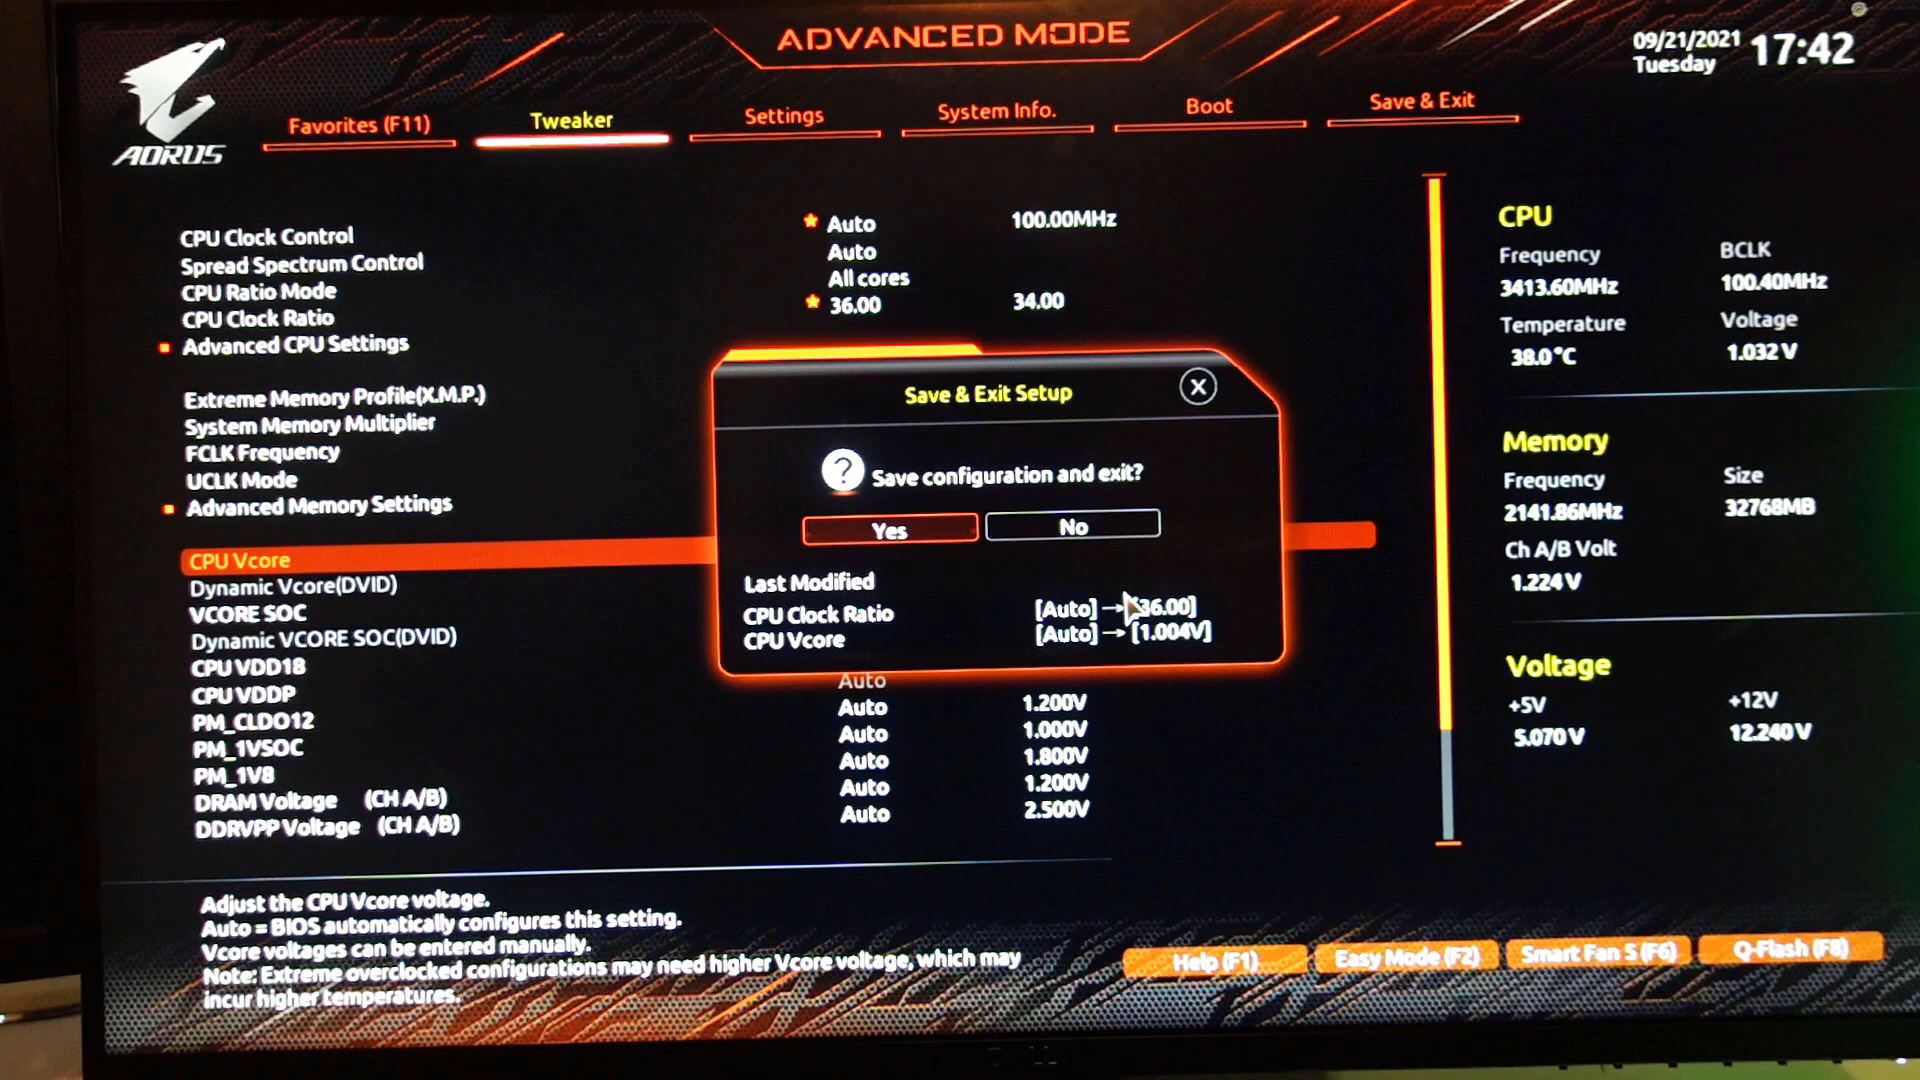 ADVANCED MODE
09/21/2021
Tuesday
17:42
AORUS
Favorites (F11)
Tweaker
Settings
System Info.
Boot
Save & Exit
CPU Clock Control Auto 100.00MHz
Spread Spectrum Control Auto
CPU Ratio Mode All cores
CPU Clock Ratio 36.00 34.00
Advanced CPU Settings
Extreme Memory Profile(X.M.P.)
System Memory Multiplier
FCLK Frequency
UCLK Mode
Advanced Memory Settings
CPU Vcore
Dynamic Vcore(DVID)
VCORE SOC
Dynamic VCORE SOC(DVID)
CPU VDD18 Auto
CPU VDDP Auto 1.200V
PM_CLDO12 Auto 1.000V
PM_1VSOC Auto 1.800V
PM_1V8 Auto 1.200V
DRAM Voltage (CH A/B) Auto 2.500V
DDRVPP Voltage (CH A/B)
Save & Exit Setup
X
?
Save configuration and exit?
Yes
No
Last Modified
CPU Clock Ratio [Auto]→[36.00]
CPU Vcore [Auto]→[1.004V]
CPU
Frequency BCLK
3413.60MHz 100.40MHz
Temperature Voltage
38.0°C 1.032 V
Memory
Frequency Size
2141.86MHz 32768MB
Ch A/B Volt
1.224 V
Voltage
+5V +12V
5.070 V 12.240 V
Adjust the CPU Vcore voltage.
Auto = BIOS automatically configures this setting.
Vcore voltages can be entered manually.
Note: Extreme overclocked configurations may need higher Vcore voltage, which may
incur higher temperatures.
Help (F1)
Easy Mode (F2)
Smart Fan 5 (F6)
Q-Flash (F8)